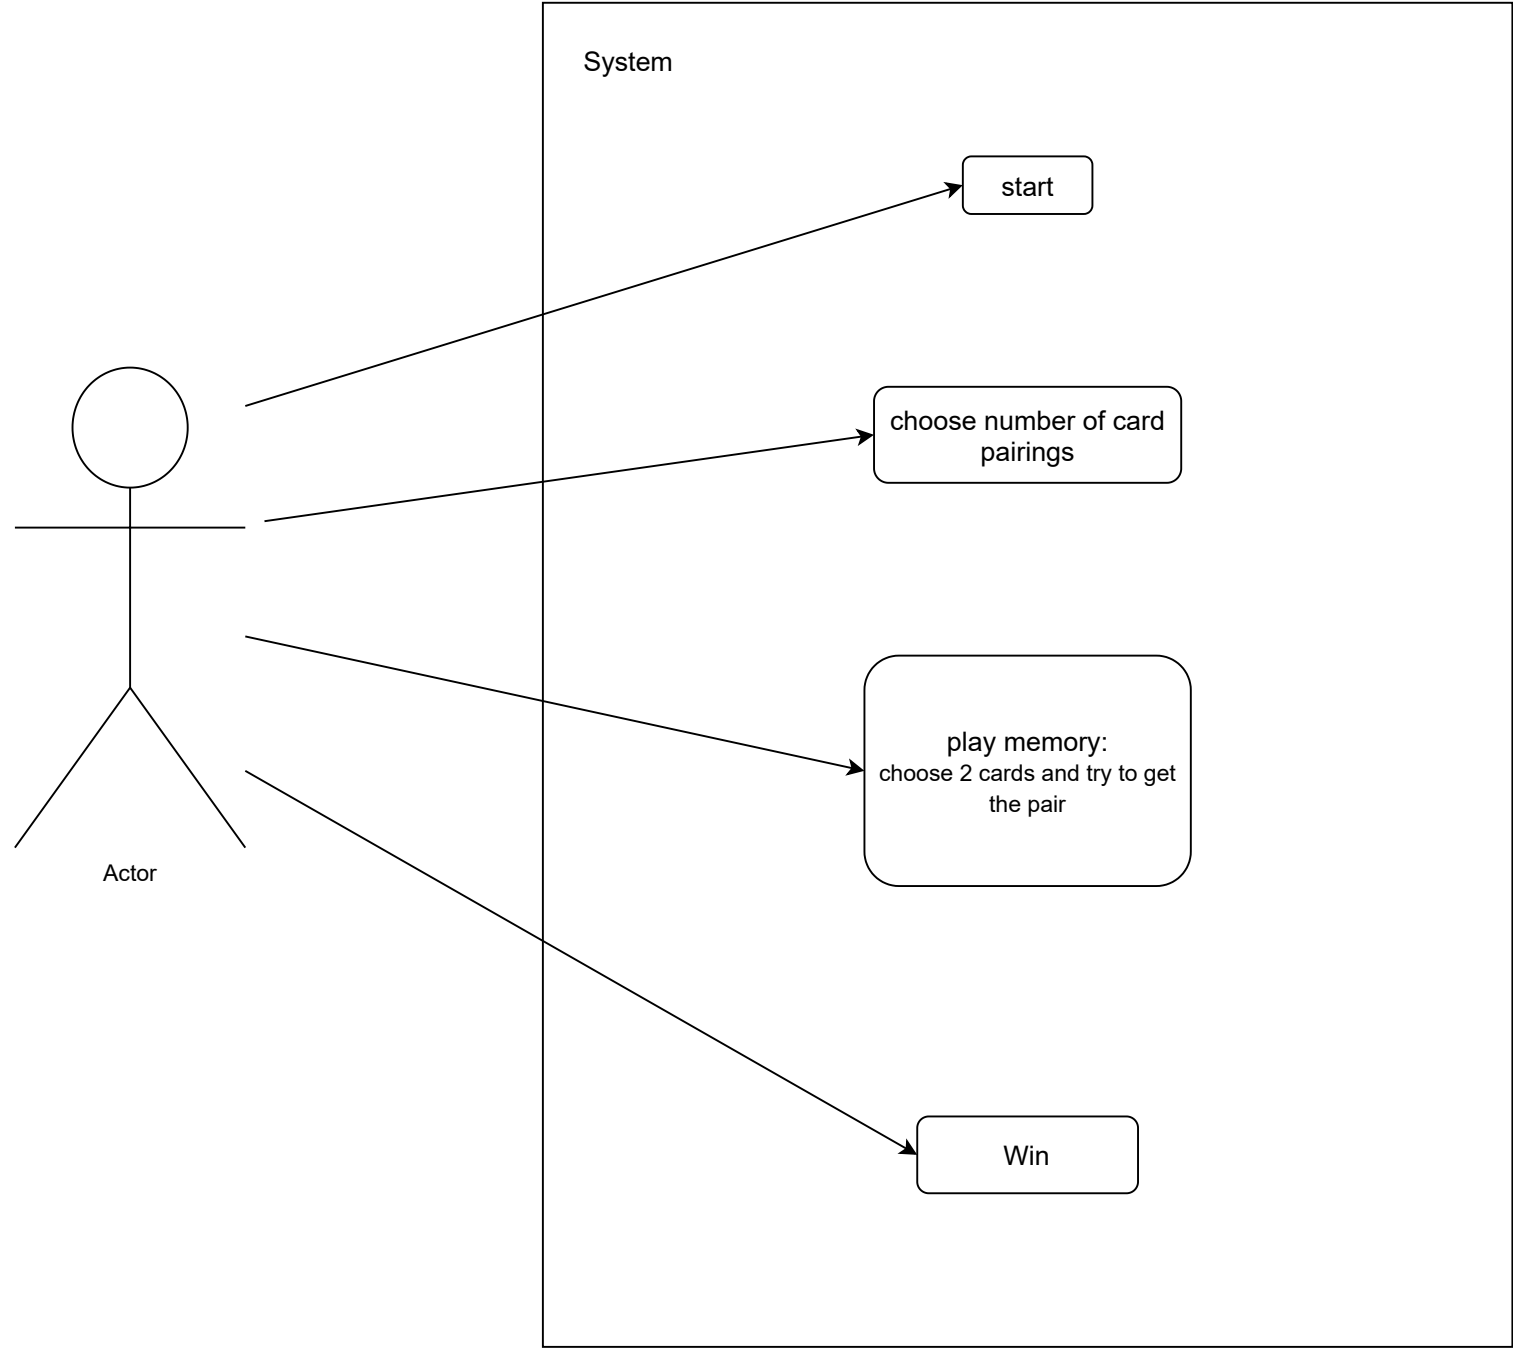 System
start
choose number of card
pairings
play memory:
choose 2 cards and try to get
the pair
Actor
Win